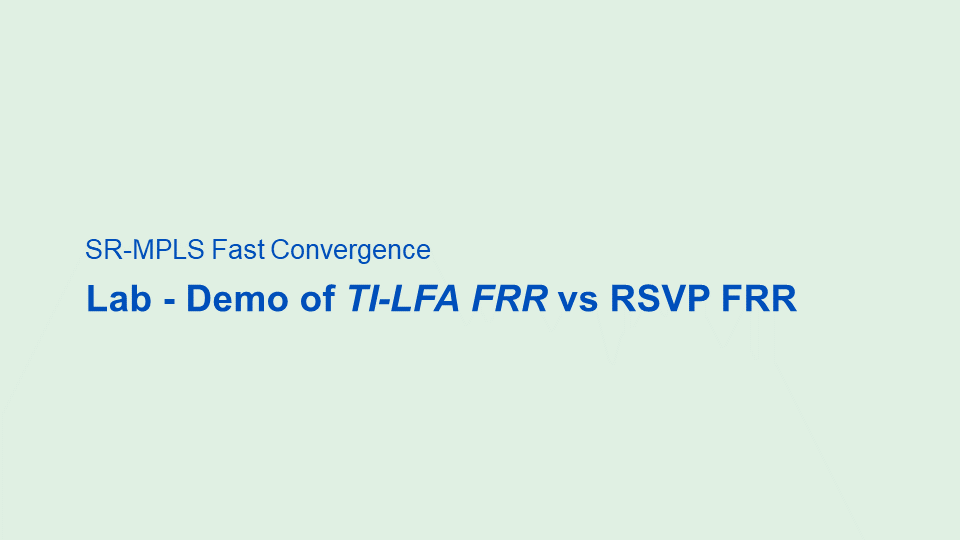 SR-MPLS Fast Convergence
Lab - Demo of TI-LFA FRR vs RSVP FRR